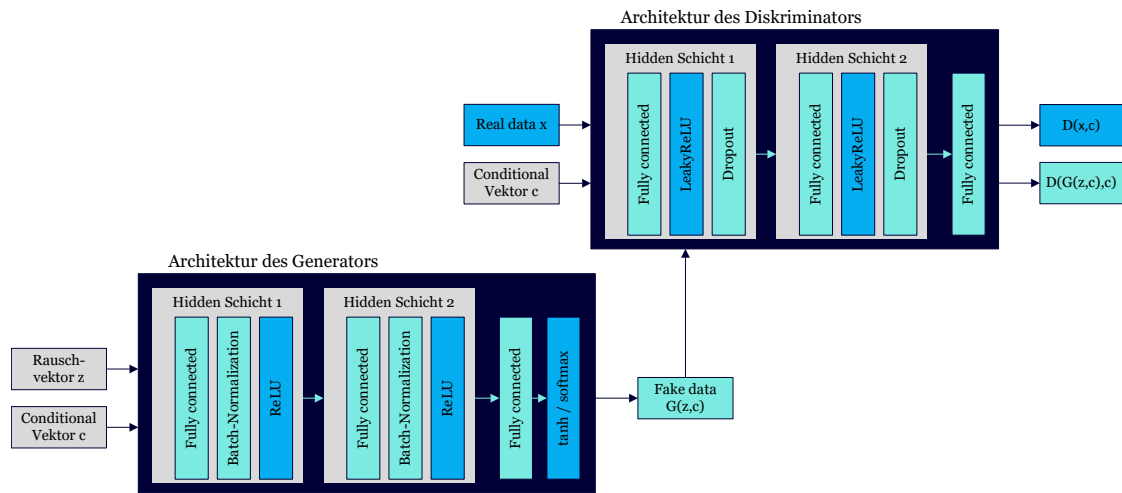 Architektur des Diskriminators
Hidden Schicht 1
Hidden Schicht 2
Fully connected
LeakyReLU
Dropout
Fully connected
LeakyReLU
Dropout
Fully connected
Real data x
Conditional
Vektor c
D(x,c)
D(G(z,c),c)
Architektur des Generators
Hidden Schicht 1
Hidden Schicht 2
Fully connected
Batch-Normalization
ReLU
Fully connected
Batch-Normalization
ReLU
Fully connected
tanh / softmax
Rausch-
vektor z
Conditional
Vektor c
Fake data
G(z,c)